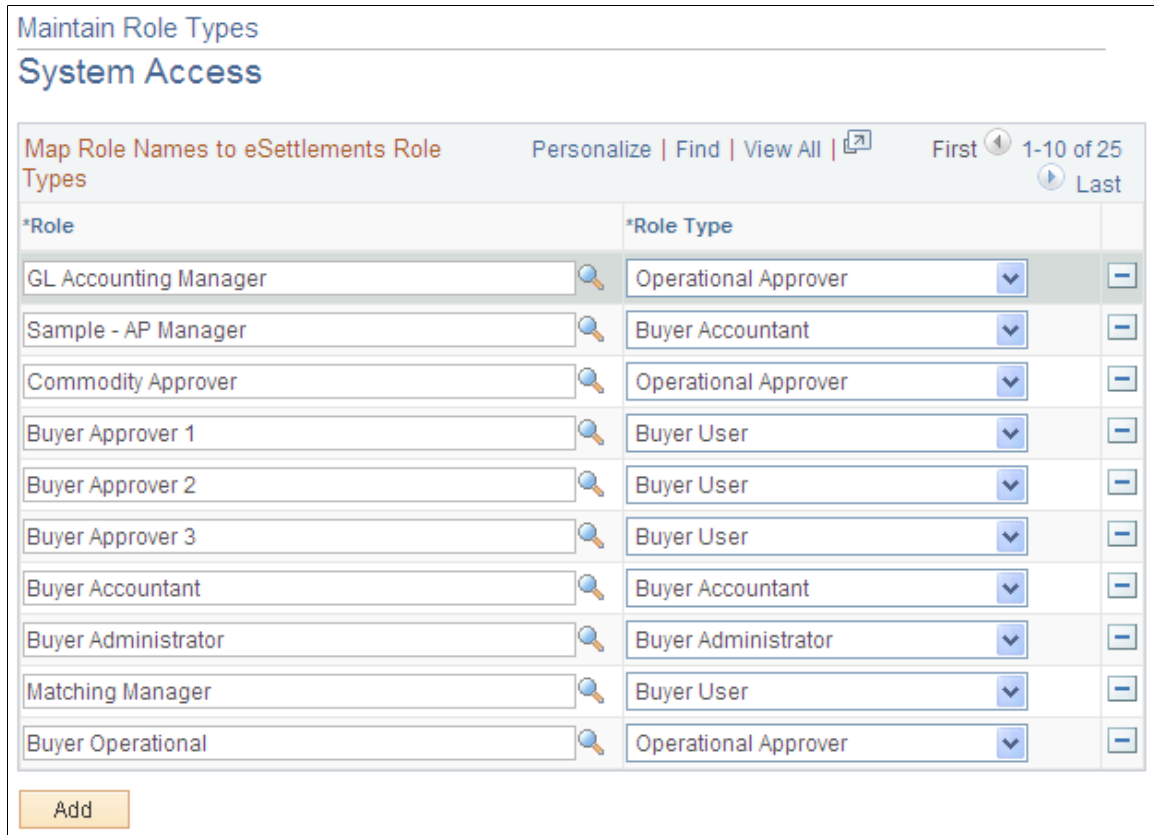 Maintain Role Types
System Access
Map Role Names to eSettlements Role Types
Personalize | Find | View All |
First 1-10 of 25 Last
*Role *Role Type
GL Accounting Manager Operational Approver
Sample - AP Manager Buyer Accountant
Commodity Approver Operational Approver
Buyer Approver 1 Buyer User
Buyer Approver 2 Buyer User
Buyer Approver 3 Buyer User
Buyer Accountant Buyer Accountant
Buyer Administrator Buyer Administrator
Matching Manager Buyer User
Buyer Operational Operational Approver
Add